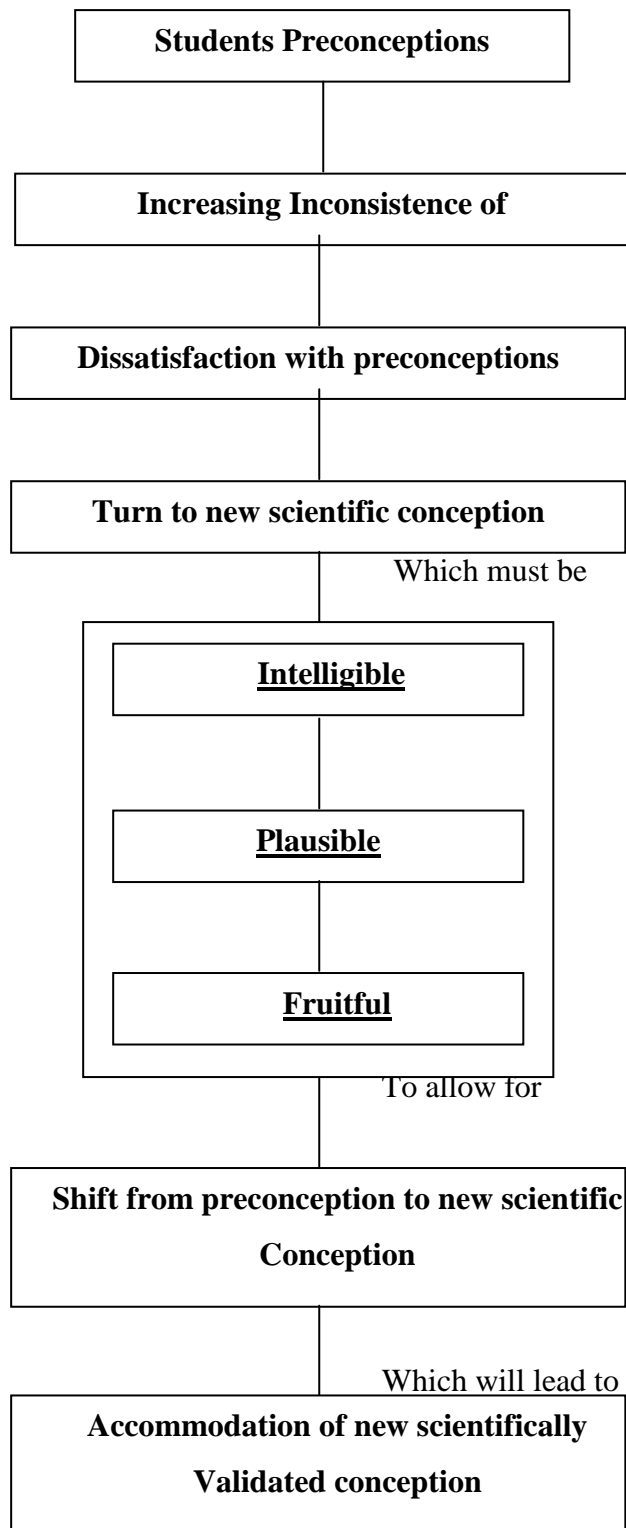 Students Preconceptions
Increasing Inconsistence of
Dissatisfaction with preconceptions
Turn to new scientific conception
Which must be
Intelligible
Plausible
Fruitful
To allow for
Shift from preconception to new scientific
Conception
Which will lead to
Accommodation of new scientifically
Validated conception